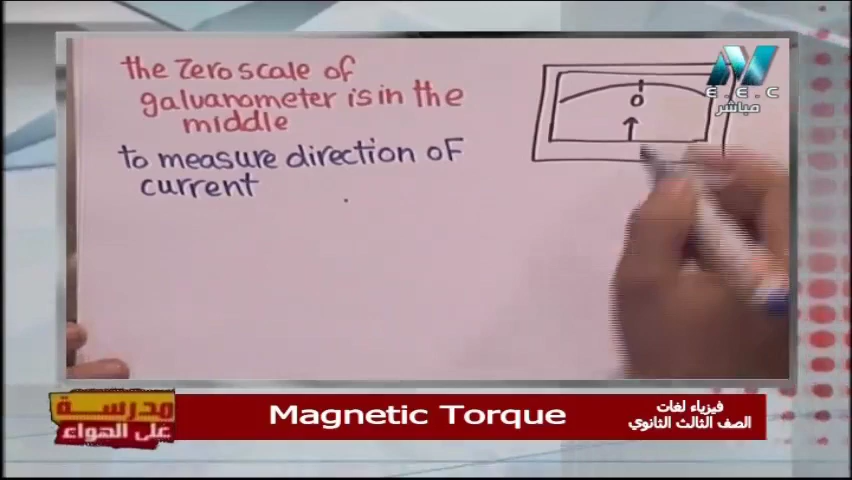 the Zero scale of
galvanometer is in the
middle
to measure direction of
current
0
E.E.C
مباشر
Magnetic Torque
فيزياء لغات
الصف الثالث الثانوي
مدرسة
على الهواء